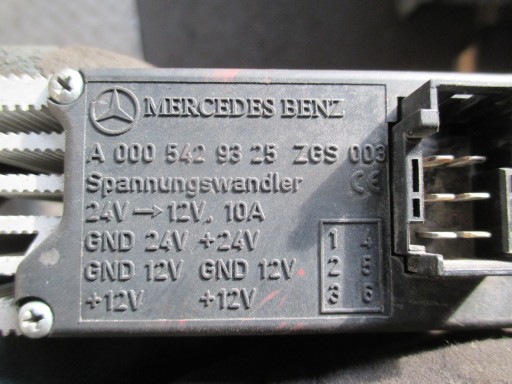 MERCEDES BENZ
A 000 542 93 25 ZGS 003
Spannungswandler CE
24V → 12V, 10A
GND 24V +24V 1 4
GND 12V GND 12V 2 5
+12V +12V 3 6